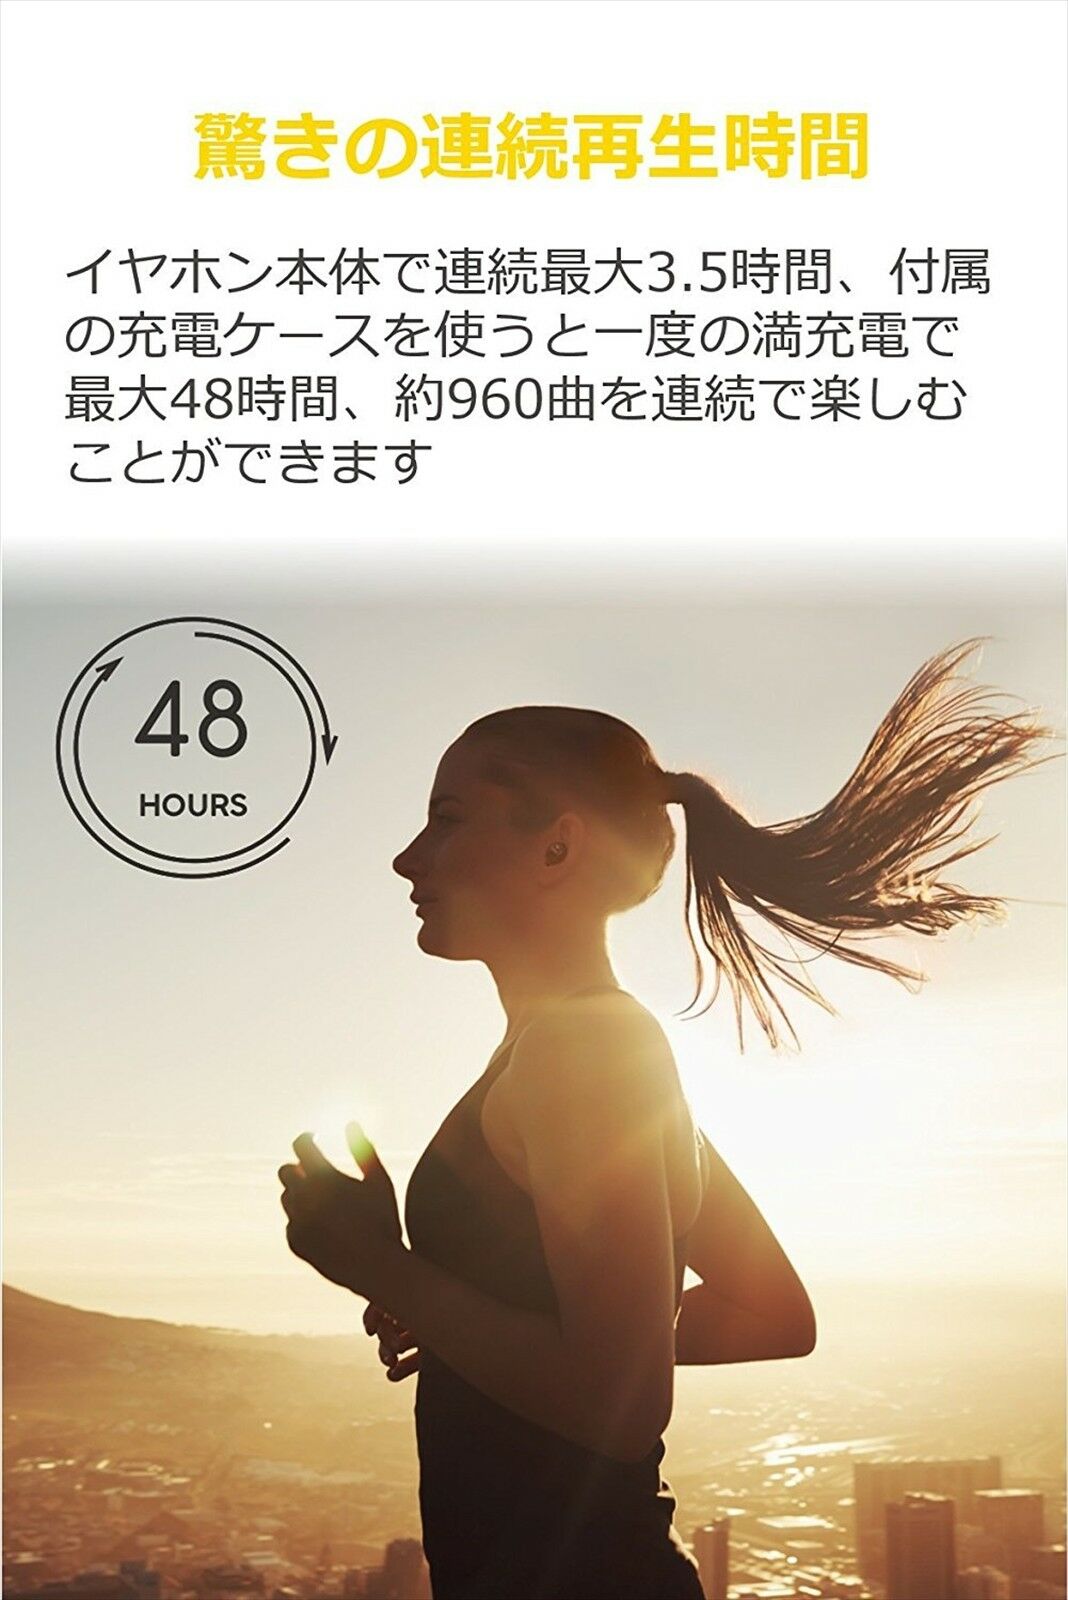 驚きの連続再生時間
イヤホン本体で連続最大3.5時間、付属
の充電ケースを使うと一度の満充電で
最大48時間、約960曲を連続で楽しむ
ことができます
48
HOURS